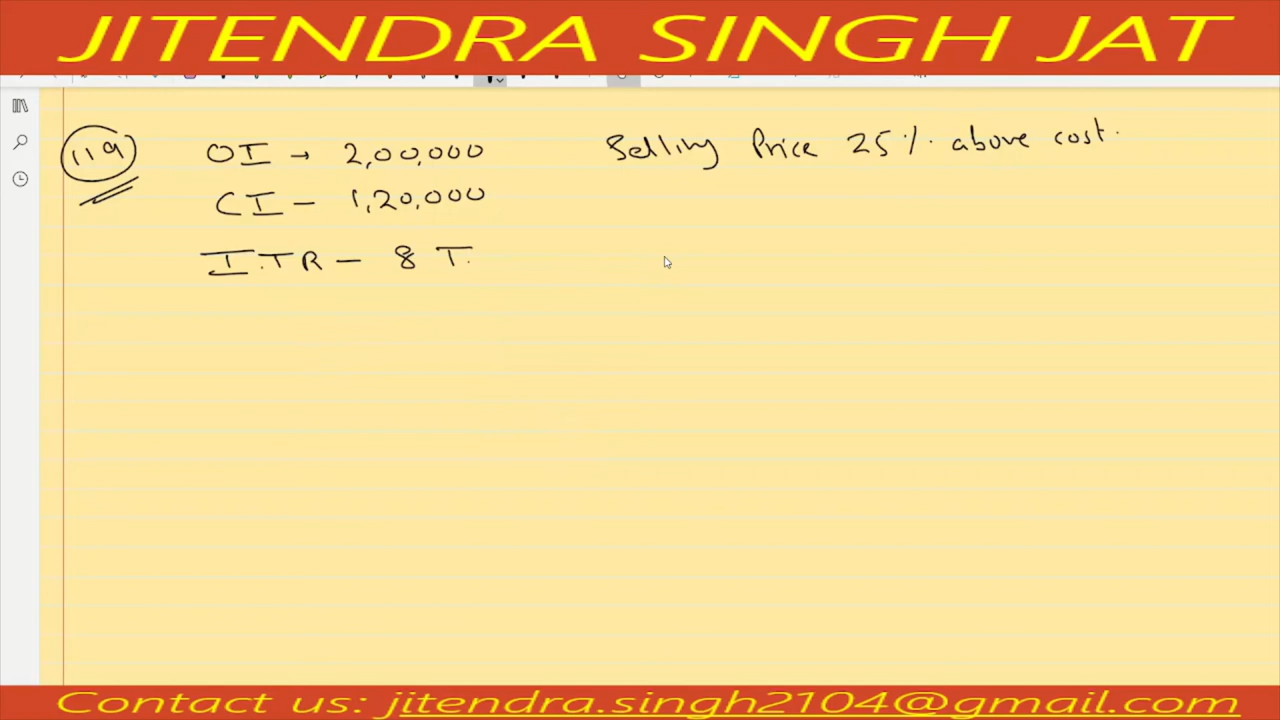 JITENDRA SINGH JAT
119 OI → 2,00,000 Selling Price 25% above cost.
CI - 1,20,000
I.T R - 8 T.
Contact us: jitendra.singh2104@gmail.com